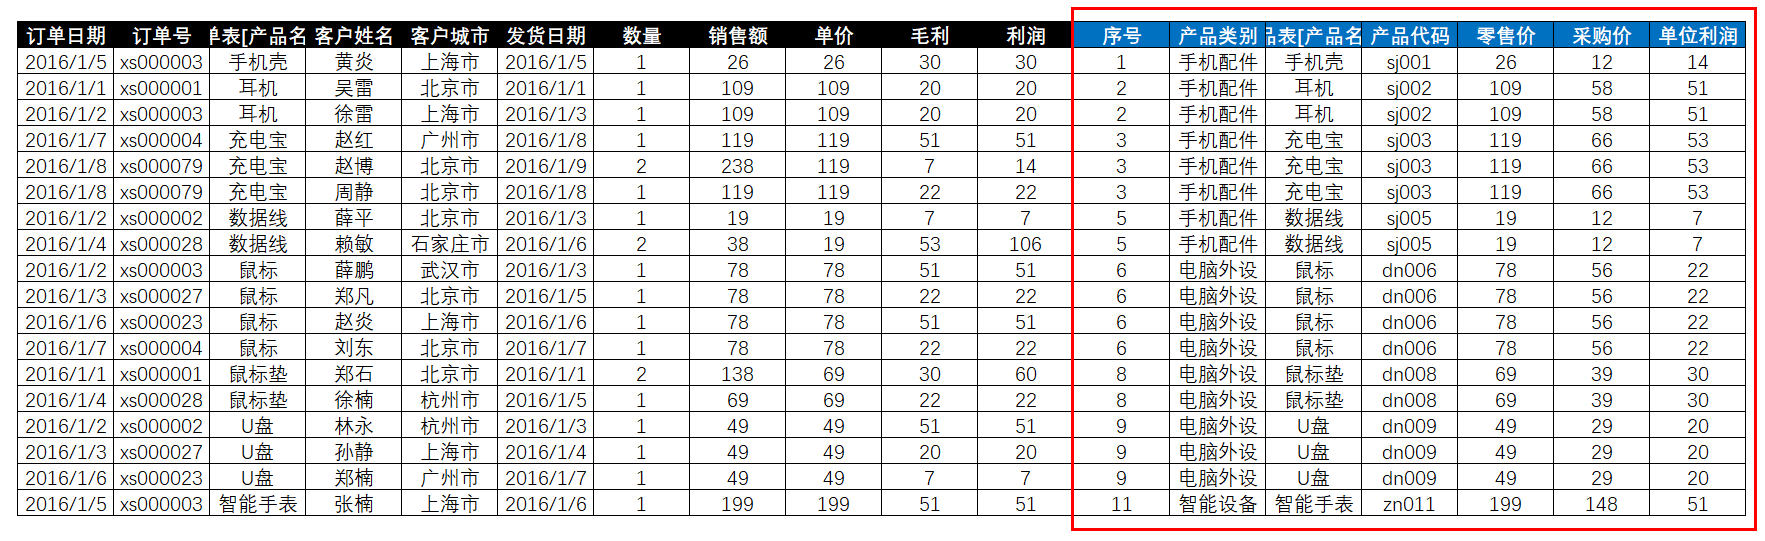 订单日期 订单号 单表[产品名 客户姓名 客户城市 发货日期 数量 销售额 单价 毛利 利润 序号 产品类别 品表[产品名 产品代码 零售价 采购价 单位利润
2016/1/5 xs000003 手机壳 黄炎 上海市 2016/1/5 1 26 26 30 30 1 手机配件 手机壳 sj001 26 12 14
2016/1/1 xs000001 耳机 吴雷 北京市 2016/1/1 1 109 109 20 20 2 手机配件 耳机 sj002 109 58 51
2016/1/2 xs000003 耳机 徐雷 上海市 2016/1/3 1 109 109 20 20 2 手机配件 耳机 sj002 109 58 51
2016/1/7 xs000004 充电宝 赵红 广州市 2016/1/8 1 119 119 51 51 3 手机配件 充电宝 sj003 119 66 53
2016/1/8 xs000079 充电宝 赵博 北京市 2016/1/9 2 238 119 7 14 3 手机配件 充电宝 sj003 119 66 53
2016/1/8 xs000079 充电宝 周静 北京市 2016/1/8 1 119 119 22 22 3 手机配件 充电宝 sj003 119 66 53
2016/1/2 xs000002 数据线 薛平 北京市 2016/1/3 1 19 19 7 7 5 手机配件 数据线 sj005 19 12 7
2016/1/4 xs000028 数据线 赖敏 石家庄市 2016/1/6 2 38 19 53 106 5 手机配件 数据线 sj005 19 12 7
2016/1/2 xs000003 鼠标 薛鹏 武汉市 2016/1/3 1 78 78 51 51 6 电脑外设 鼠标 dn006 78 56 22
2016/1/3 xs000027 鼠标 郑凡 北京市 2016/1/5 1 78 78 22 22 6 电脑外设 鼠标 dn006 78 56 22
2016/1/6 xs000023 鼠标 赵炎 上海市 2016/1/6 1 78 78 51 51 6 电脑外设 鼠标 dn006 78 56 22
2016/1/7 xs000004 鼠标 刘东 北京市 2016/1/7 1 78 78 22 22 6 电脑外设 鼠标 dn006 78 56 22
2016/1/1 xs000001 鼠标垫 郑石 北京市 2016/1/1 2 138 69 30 60 8 电脑外设 鼠标垫 dn008 69 39 30
2016/1/4 xs000028 鼠标垫 徐楠 杭州市 2016/1/5 1 69 69 22 22 8 电脑外设 鼠标垫 dn008 69 39 30
2016/1/2 xs000002 U盘 林永 杭州市 2016/1/3 1 49 49 51 51 9 电脑外设 U盘 dn009 49 29 20
2016/1/3 xs000027 U盘 孙静 上海市 2016/1/4 1 49 49 20 20 9 电脑外设 U盘 dn009 49 29 20
2016/1/6 xs000023 U盘 郑楠 广州市 2016/1/7 1 49 49 7 7 9 电脑外设 U盘 dn009 49 29 20
2016/1/5 xs000003 智能手表 张楠 上海市 2016/1/6 1 199 199 51 51 11 智能设备 智能手表 zn011 199 148 51